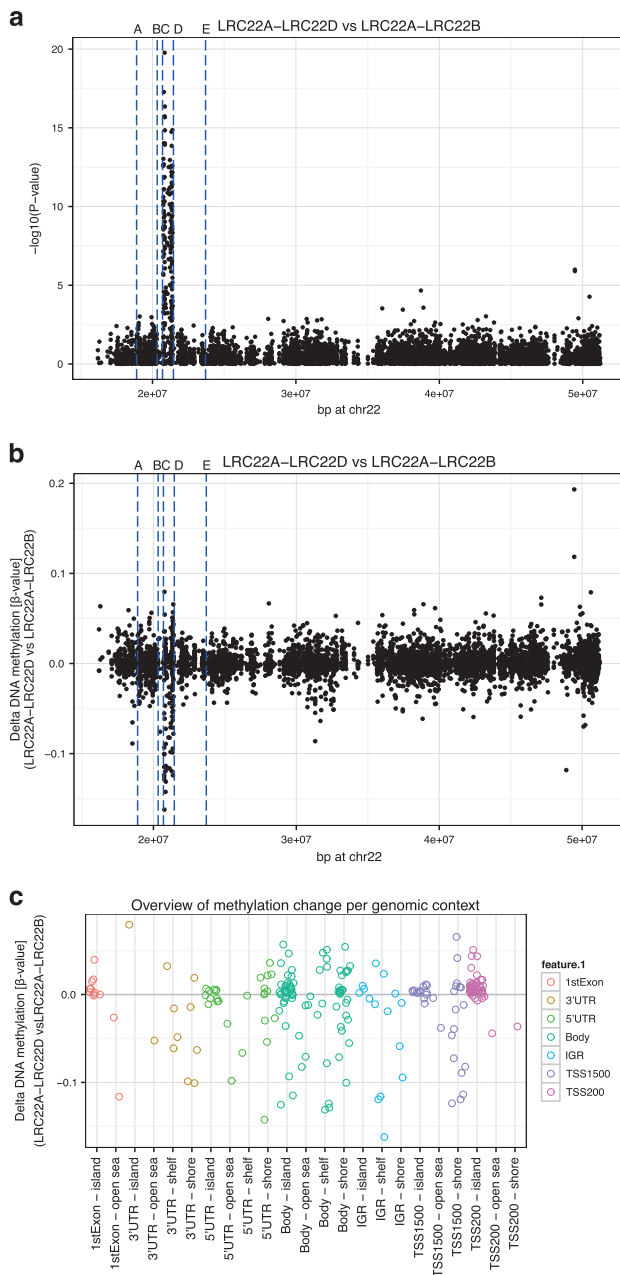 a
A BC D E LRC22A−LRC22D vs LRC22A−LRC22B
20
15
10
5
0
−log10(P−value)
2e+07 3e+07 4e+07 5e+07
bp at chr22
b
A BC D E LRC22A−LRC22D vs LRC22A−LRC22B
0.2
0.1
0.0
−0.1
Delta DNA methylation [β-value]
(LRC22A−LRC22D vs LRC22A−LRC22B)
2e+07 3e+07 4e+07 5e+07
bp at chr22
c
Overview of methylation change per genomic context
0.0
−0.1
Delta DNA methylation [β-value]
(LRC22A−LRC22D vsLRC22A−LRC22B)
1stExon − island
1stExon − open sea
3'UTR − island
3'UTR − open sea
3'UTR − shelf
3'UTR − shore
5'UTR − island
5'UTR − open sea
5'UTR − shore
Body − island
Body − open sea
Body − shelf
Body − shore
IGR − island
IGR − shelf
IGR − shore
TSS1500 − island
TSS1500 − open sea
TSS1500 − shore
TSS200 − island
TSS200 − open sea
TSS200 − shore
feature.1
1stExon
3'UTR
5'UTR
Body
IGR
TSS1500
TSS200